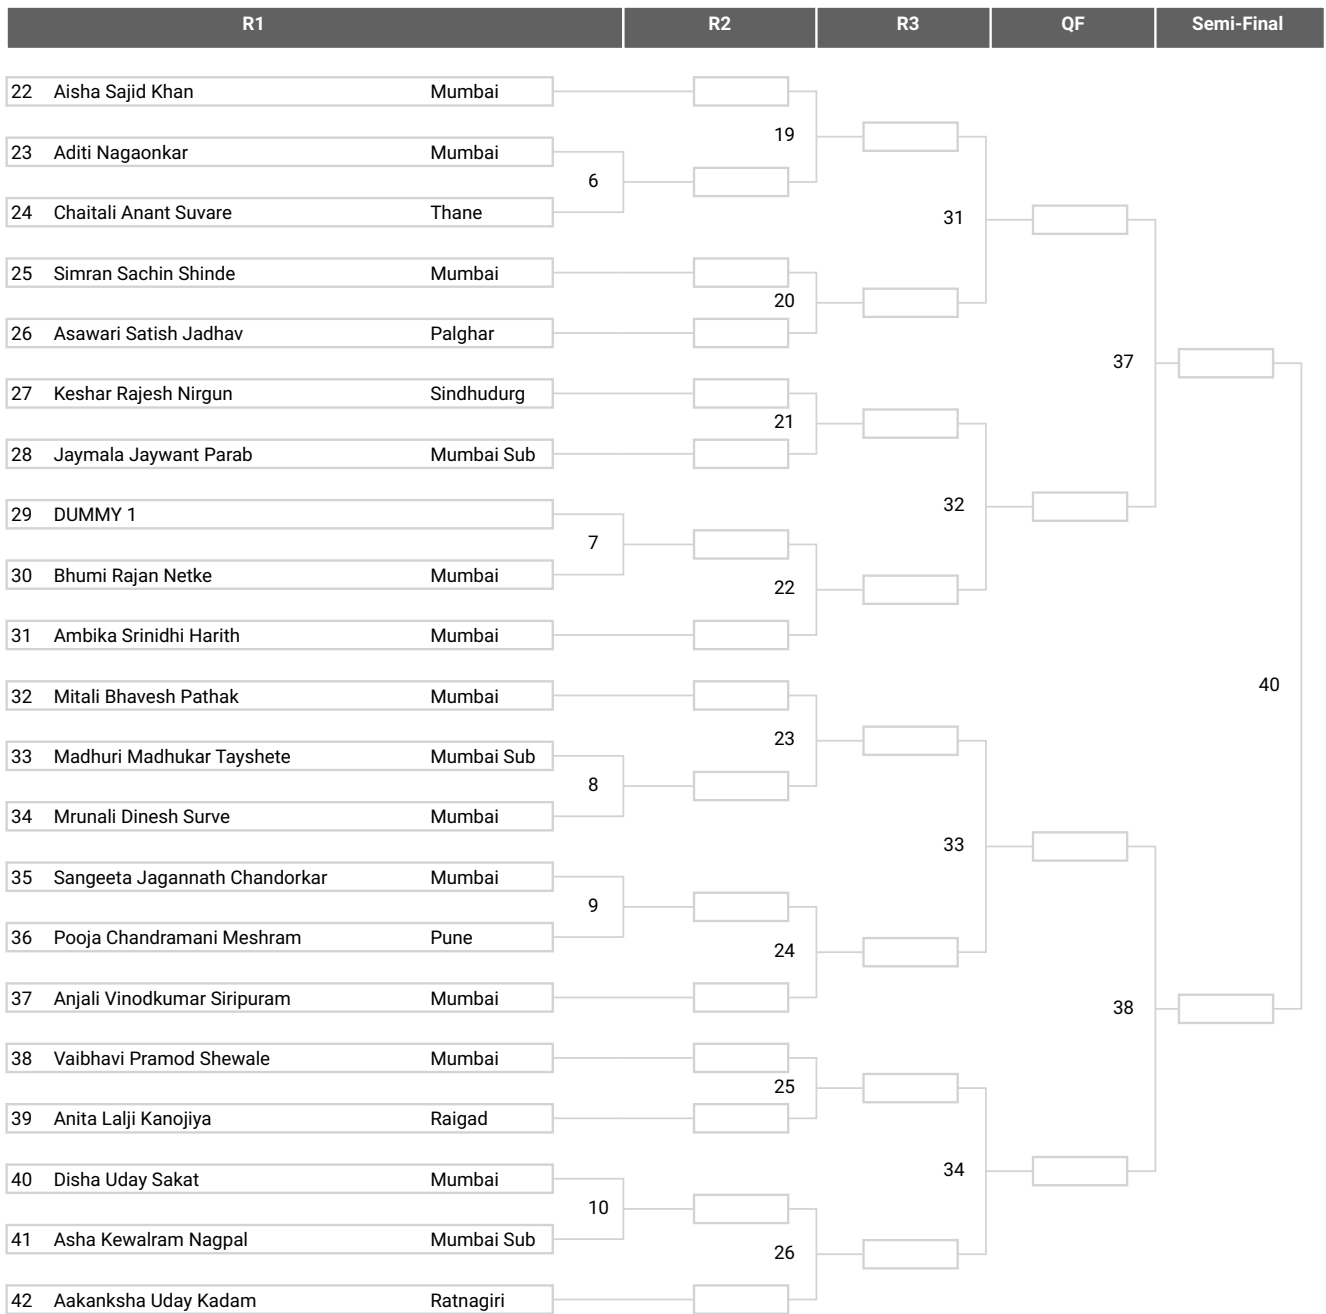 R1 R2 R3 QF Semi-Final
22 Aisha Sajid Khan Mumbai
19
23 Aditi Nagaonkar Mumbai
6
24 Chaitali Anant Suvare Thane
31
25 Simran Sachin Shinde Mumbai
20
26 Asawari Satish Jadhav Palghar
37
27 Keshar Rajesh Nirgun Sindhudurg
21
28 Jaymala Jaywant Parab Mumbai Sub
32
29 DUMMY 1
7
30 Bhumi Rajan Netke Mumbai
22
31 Ambika Srinidhi Harith Mumbai
40
32 Mitali Bhavesh Pathak Mumbai
23
33 Madhuri Madhukar Tayshete Mumbai Sub
8
34 Mrunali Dinesh Surve Mumbai
33
35 Sangeeta Jagannath Chandorkar Mumbai
9
36 Pooja Chandramani Meshram Pune
24
37 Anjali Vinodkumar Siripuram Mumbai
38
38 Vaibhavi Pramod Shewale Mumbai
25
39 Anita Lalji Kanojiya Raigad
34
40 Disha Uday Sakat Mumbai
10
41 Asha Kewalram Nagpal Mumbai Sub
26
42 Aakanksha Uday Kadam Ratnagiri